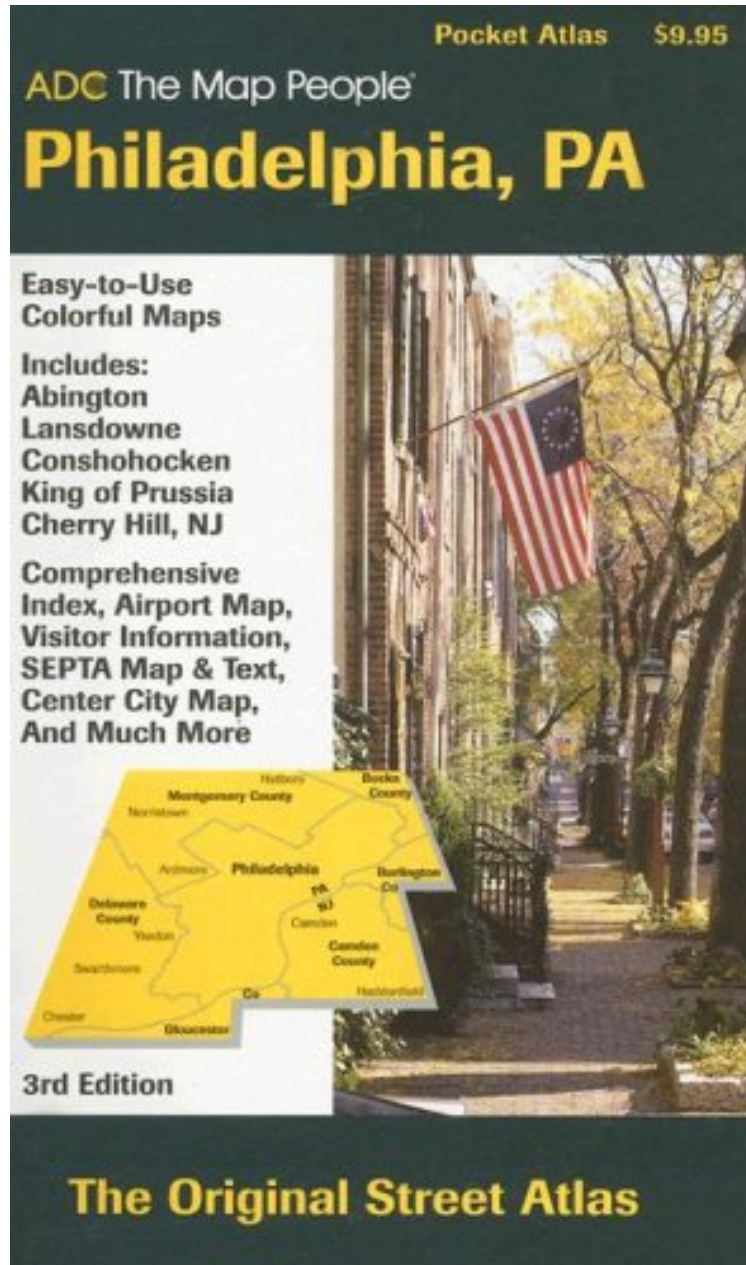 Pocket Atlas $9.95
ADC The Map People®
Philadelphia, PA
Easy-to-Use
Colorful Maps
Includes:
Abington
Lansdowne
Conshohocken
King of Prussia
Cherry Hill, NJ
Comprehensive
Index, Airport Map,
Visitor Information,
SEPTA Map & Text,
Center City Map,
And Much More
Hatboro
Bucks
County
Montgomery County
Norristown
Ardmore
Philadelphia
Burlington
Co
PA
NJ
Delaware
County
Yeadon
Camden
Camden
County
Swarthmore
Haddonfield
Co
Chester
Gloucester
3rd Edition
The Original Street Atlas